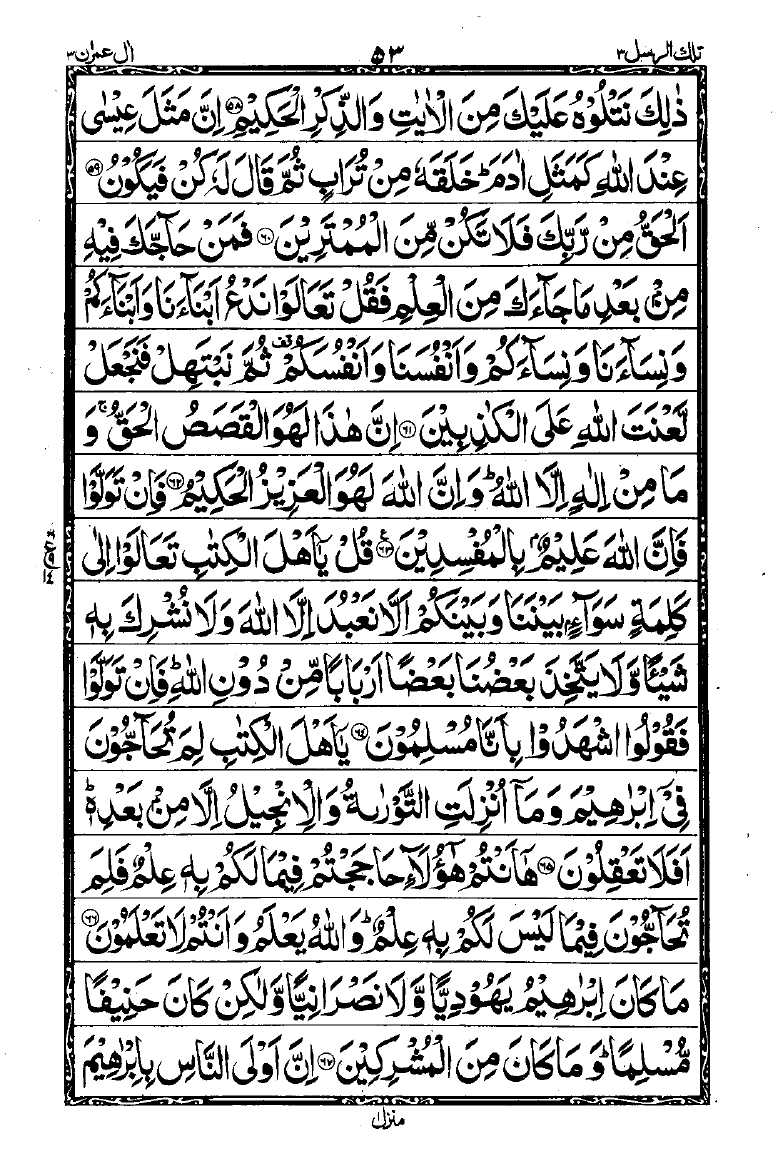 تلك الرسل ٣ ٥٣ اٰل عمرٰن ٣
ذٰلِكَ نَتْلُوْهُ عَلَيْكَ مِنَ الْاٰيٰتِ وَالذِّكْرِ الْحَكِيْمِ ﴿٥٨﴾ اِنَّ مَثَلَ عِيْسٰى
عِنْدَ اللّٰهِ كَمَثَلِ اٰدَمَ ؕ خَلَقَهٗ مِنْ تُرَابٍ ثُمَّ قَالَ لَهٗ كُنْ فَيَكُوْنُ ﴿٥٩﴾
اَلْحَقُّ مِنْ رَّبِّكَ فَلَا تَكُنْ مِّنَ الْمُمْتَرِيْنَ ﴿٦٠﴾ فَمَنْ حَآجَّكَ فِيْهِ
مِنْۢ بَعْدِ مَا جَآءَكَ مِنَ الْعِلْمِ فَقُلْ تَعَالَوْا نَدْعُ اَبْنَآءَنَا وَاَبْنَآءَكُمْ
وَنِسَآءَنَا وَنِسَآءَكُمْ وَاَنْفُسَنَا وَاَنْفُسَكُمْ قف ثُمَّ نَبْتَهِلْ فَنَجْعَلْ
لَّعْنَتَ اللّٰهِ عَلَى الْكٰذِبِيْنَ ﴿٦١﴾ اِنَّ هٰذَا لَهُوَ الْقَصَصُ الْحَقُّ ۚ وَ
مَا مِنْ اِلٰهٍ اِلَّا اللّٰهُ ؕ وَاِنَّ اللّٰهَ لَهُوَ الْعَزِيْزُ الْحَكِيْمُ ﴿٦٢﴾ فَاِنْ تَوَلَّوْا
فَاِنَّ اللّٰهَ عَلِيْمٌۢ بِالْمُفْسِدِيْنَ ﴿٦٣﴾ ع قُلْ يٰۤاَهْلَ الْكِتٰبِ تَعَالَوْا اِلٰى
كَلِمَةٍ سَوَآءٍۢ بَيْنَنَا وَبَيْنَكُمْ اَلَّا نَعْبُدَ اِلَّا اللّٰهَ وَلَا نُشْرِكَ بِهٖ
شَيْئًا وَّلَا يَتَّخِذَ بَعْضُنَا بَعْضًا اَرْبَابًا مِّنْ دُوْنِ اللّٰهِ ؕ فَاِنْ تَوَلَّوْا
فَقُوْلُوا اشْهَدُوْا بِاَنَّا مُسْلِمُوْنَ ﴿٦٤﴾ يٰۤاَهْلَ الْكِتٰبِ لِمَ تُحَآجُّوْنَ
فِيْۤ اِبْرٰهِيْمَ وَمَاۤ اُنْزِلَتِ التَّوْرٰىةُ وَالْاِنْجِيْلُ اِلَّا مِنْۢ بَعْدِهٖ ؕ
اَفَلَا تَعْقِلُوْنَ ﴿٦٥﴾ هٰۤاَنْتُمْ هٰٓؤُلَآءِ حَاجَجْتُمْ فِيْمَا لَكُمْ بِهٖ عِلْمٌ فَلِمَ
تُحَآجُّوْنَ فِيْمَا لَيْسَ لَكُمْ بِهٖ عِلْمٌ ؕ وَاللّٰهُ يَعْلَمُ وَاَنْتُمْ لَا تَعْلَمُوْنَ ﴿٦٦﴾
مَا كَانَ اِبْرٰهِيْمُ يَهُوْدِيًّا وَّلَا نَصْرَانِيًّا وَّلٰكِنْ كَانَ حَنِيْفًا
مُّسْلِمًا ؕ وَمَا كَانَ مِنَ الْمُشْرِكِيْنَ ﴿٦٧﴾ اِنَّ اَوْلَى النَّاسِ بِاِبْرٰهِيْمَ
منزل